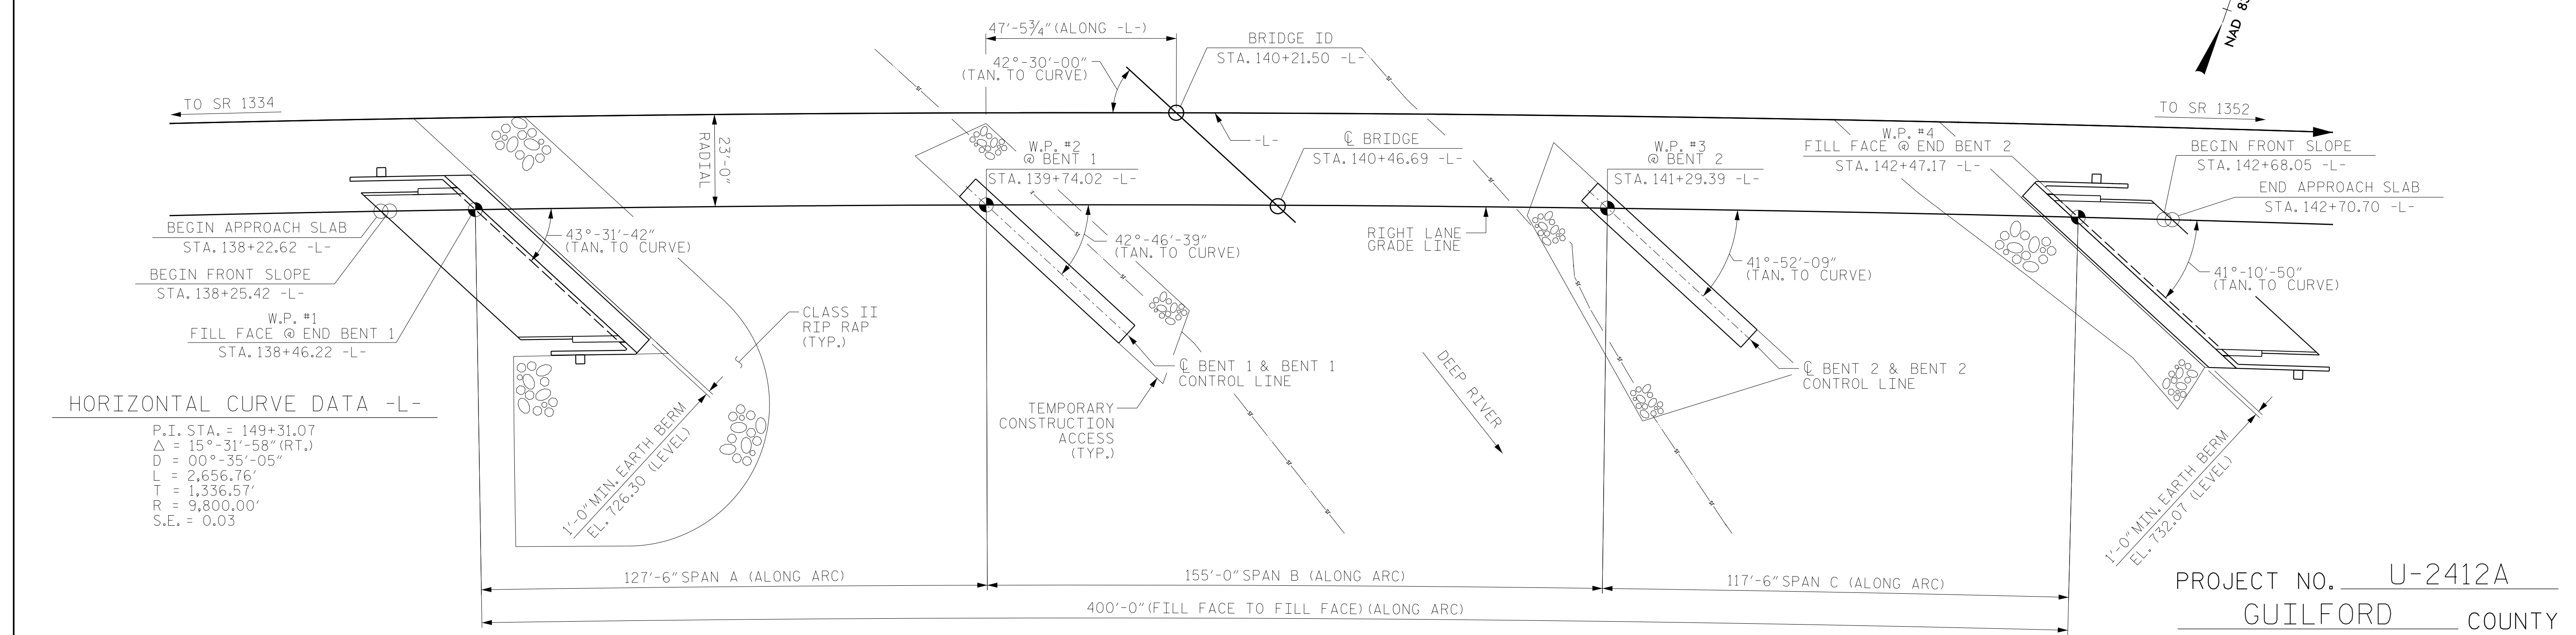 47'-5¾" (ALONG -L-)
BRIDGE ID
STA. 140+21.50 -L-
42°-30'-00"
(TAN. TO CURVE)
NAD 83
TO SR 1334
TO SR 1352
23'-0"
RADIAL
W.P. #2
@ BENT 1
STA. 139+74.02 -L-
-L-
℄ BRIDGE
STA. 140+46.69 -L-
W.P. #3
@ BENT 2
STA. 141+29.39 -L-
W.P. #4
FILL FACE @ END BENT 2
STA. 142+47.17 -L-
BEGIN FRONT SLOPE
STA. 142+68.05 -L-
END APPROACH SLAB
STA. 142+70.70 -L-
BEGIN APPROACH SLAB
STA. 138+22.62 -L-
BEGIN FRONT SLOPE
STA. 138+25.42 -L-
W.P. #1
FILL FACE @ END BENT 1
STA. 138+46.22 -L-
43°-31'-42"
(TAN. TO CURVE)
42°-46'-39"
(TAN. TO CURVE)
RIGHT LANE
GRADE LINE
41°-52'-09"
(TAN. TO CURVE)
41°-10'-50"
(TAN. TO CURVE)
CLASS II
RIP RAP
(TYP.)
℄ BENT 1 & BENT 1
CONTROL LINE
TEMPORARY
CONSTRUCTION
ACCESS
(TYP.)
DEEP RIVER
℄ BENT 2 & BENT 2
CONTROL LINE
HORIZONTAL CURVE DATA -L-
P.I. STA. = 149+31.07
△ = 15°-31'-58" (RT.)
D = 00°-35'-05"
L = 2,656.76'
T = 1,336.57'
R = 9,800.00'
S.E. = 0.03
1'-0" MIN. EARTH BERM
EL. 726.30 (LEVEL)
1'-0" MIN. EARTH BERM
EL. 732.07 (LEVEL)
127'-6" SPAN A (ALONG ARC)
155'-0" SPAN B (ALONG ARC)
117'-6" SPAN C (ALONG ARC)
400'-0" (FILL FACE TO FILL FACE) (ALONG ARC)
PROJECT NO. U-2412A
GUILFORD COUNTY